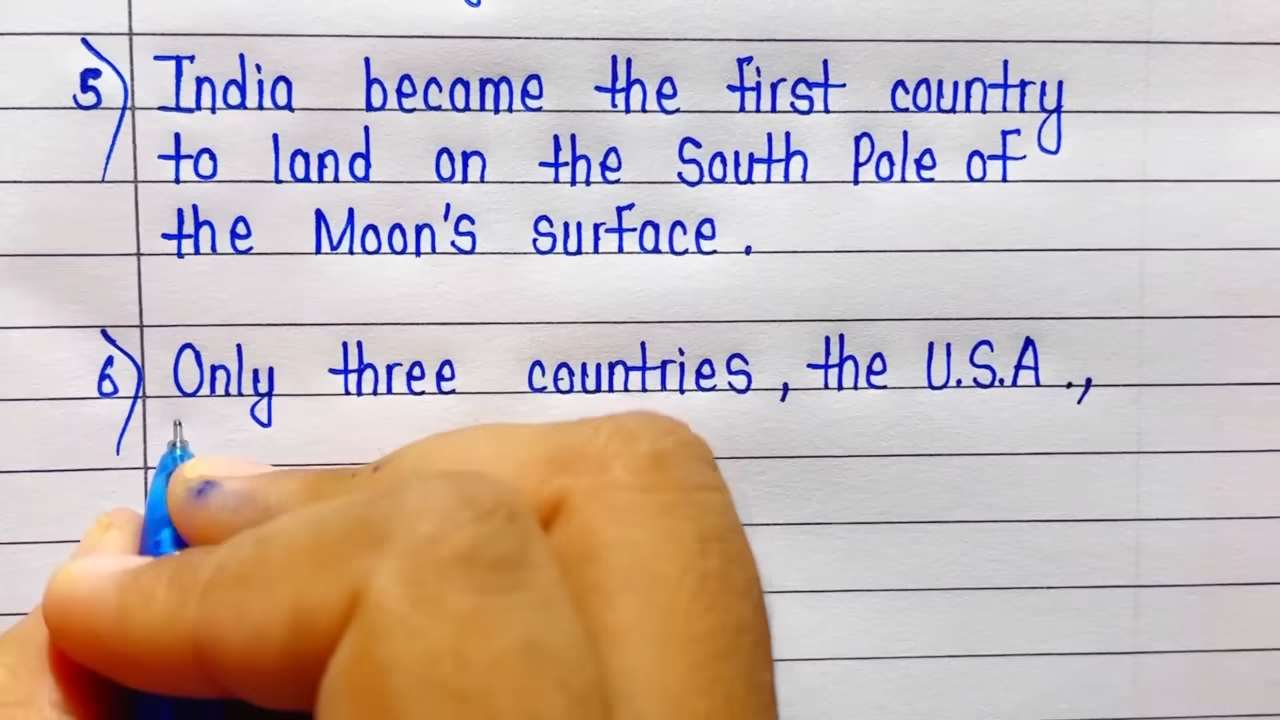 5) India became the first country
to land on the South Pole of
the Moon's surface.
6) Only three countries, the U.S.A.,